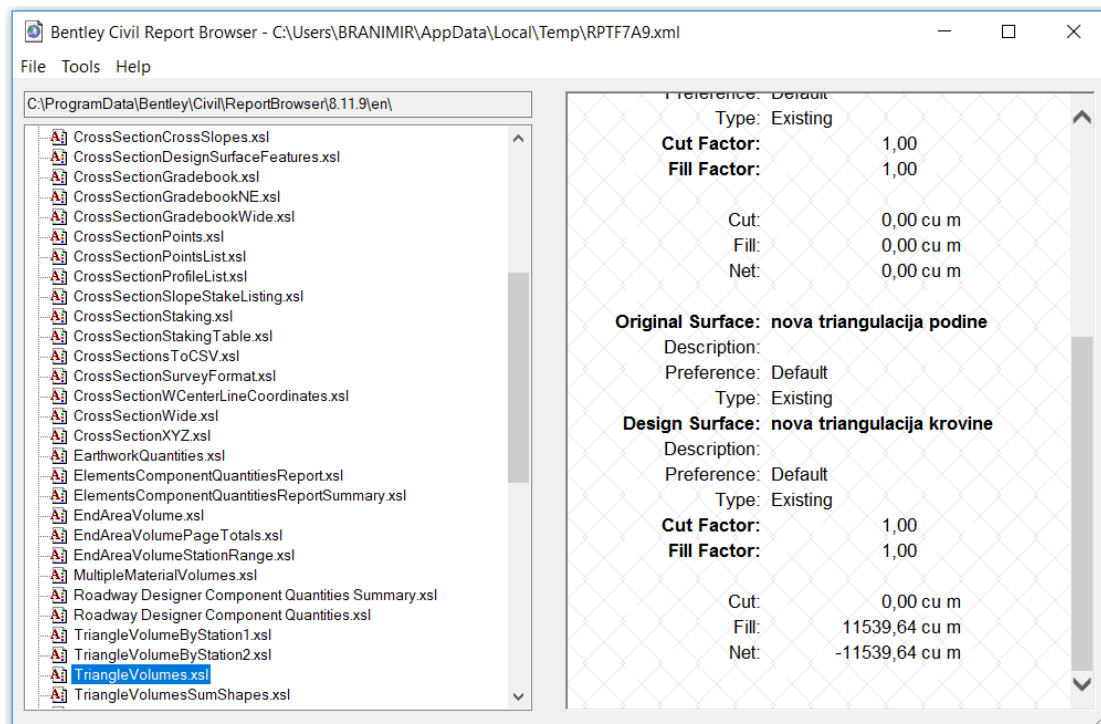 Bentley Civil Report Browser - C:\Users\BRANIMIR\AppData\Local\Temp\RPTF7A9.xml
File Tools Help
C:\ProgramData\Bentley\Civil\ReportBrowser\8.11.9\en\
CrossSectionCrossSlopes.xsl
CrossSectionDesignSurfaceFeatures.xsl
CrossSectionGradebook.xsl
CrossSectionGradebookNE.xsl
CrossSectionGradebookWide.xsl
CrossSectionPoints.xsl
CrossSectionPointsList.xsl
CrossSectionProfileList.xsl
CrossSectionSlopeStakeListing.xsl
CrossSectionStaking.xsl
CrossSectionStakingTable.xsl
CrossSectionsToCSV.xsl
CrossSectionSurveyFormat.xsl
CrossSectionWCenterLineCoordinates.xsl
CrossSectionWide.xsl
CrossSectionXYZ.xsl
EarthworkQuantities.xsl
ElementsComponentQuantitiesReport.xsl
ElementsComponentQuantitiesReportSummary.xsl
EndAreaVolume.xsl
EndAreaVolumePageTotals.xsl
EndAreaVolumeStationRange.xsl
MultipleMaterialVolumes.xsl
Roadway Designer Component Quantities Summary.xsl
Roadway Designer Component Quantities.xsl
TriangleVolumeByStation1.xsl
TriangleVolumeByStation2.xsl
TriangleVolumes.xsl
TriangleVolumesSumShapes.xsl
Preference: Default
Type: Existing
Cut Factor: 1,00
Fill Factor: 1,00
Cut: 0,00 cu m
Fill: 0,00 cu m
Net: 0,00 cu m
Original Surface: nova triangulacija podine
Description:
Preference: Default
Type: Existing
Design Surface: nova triangulacija krovine
Description:
Preference: Default
Type: Existing
Cut Factor: 1,00
Fill Factor: 1,00
Cut: 0,00 cu m
Fill: 11539,64 cu m
Net: -11539,64 cu m